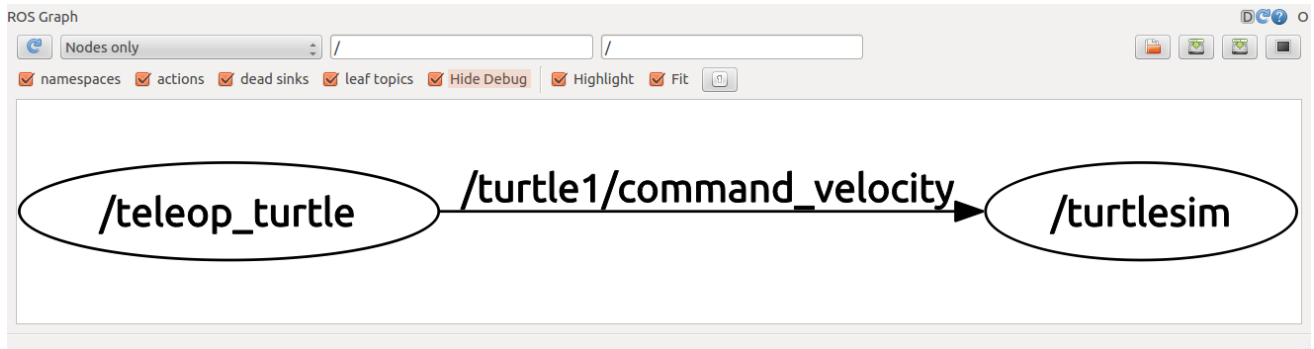 ROS Graph D C ? O
Nodes only / /
namespaces actions dead sinks leaf topics Hide Debug Highlight Fit
/teleop_turtle /turtle1/command_velocity /turtlesim